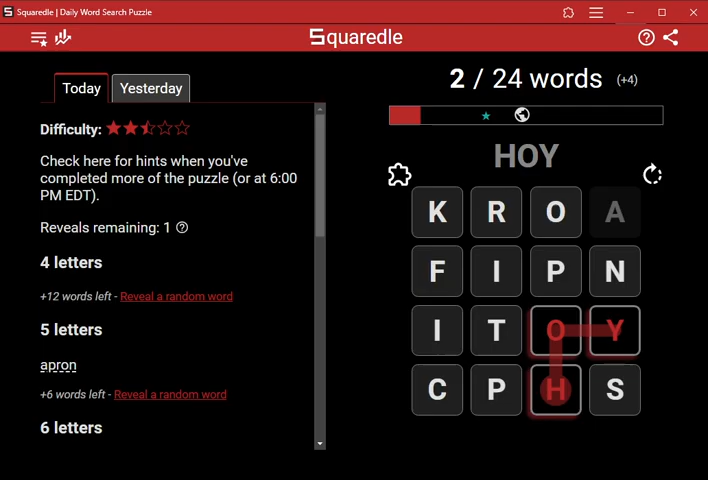 Squaredle | Daily Word Search Puzzle
Squaredle
2 / 24 words (+4)
Today
Yesterday
Difficulty:
Check here for hints when you've
completed more of the puzzle (or at 6:00
PM EDT).
Reveals remaining: 1
4 letters
+12 words left - Reveal a random word
5 letters
apron
+6 words left - Reveal a random word
6 letters
HOY
K R O A
F I P N
I T O Y
C P H S